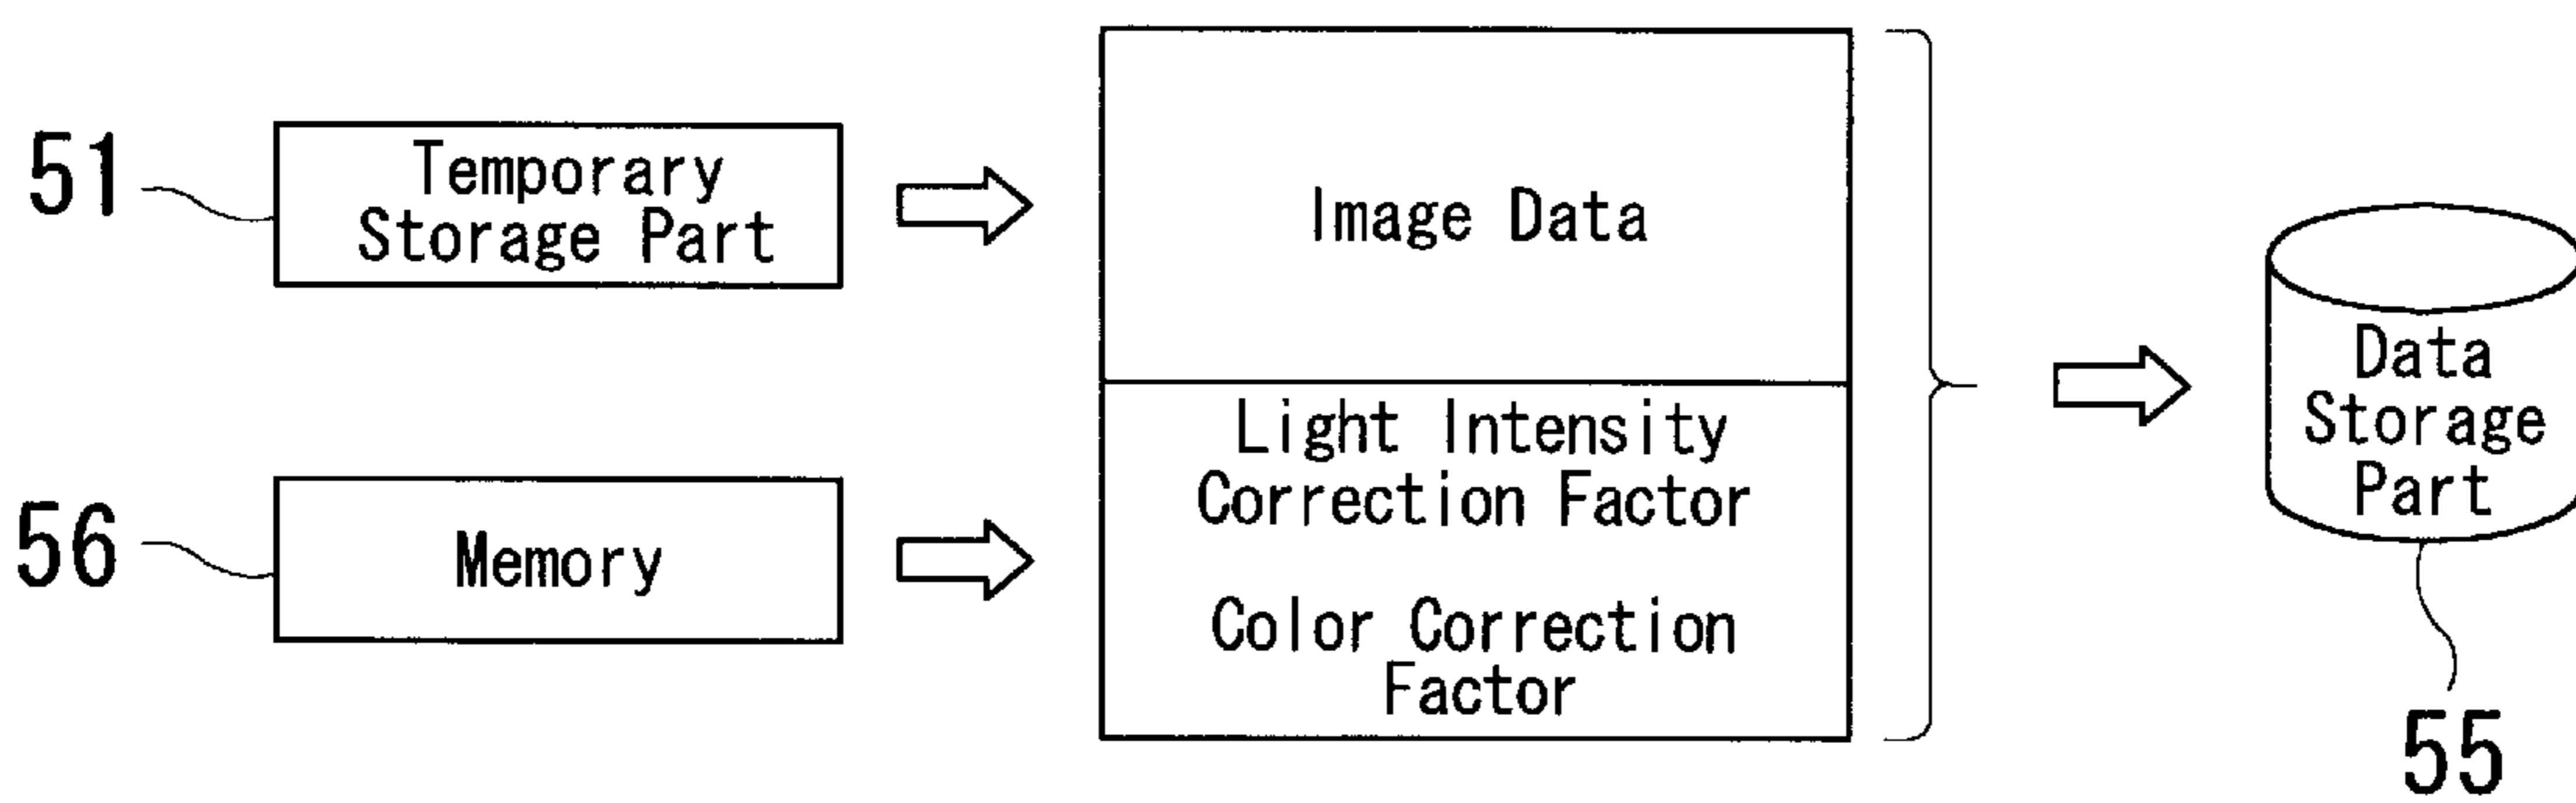 51
Temporary
Storage Part
56
Memory
Image Data
Light Intensity
Correction Factor
Color Correction
Factor
Data
Storage
Part
55